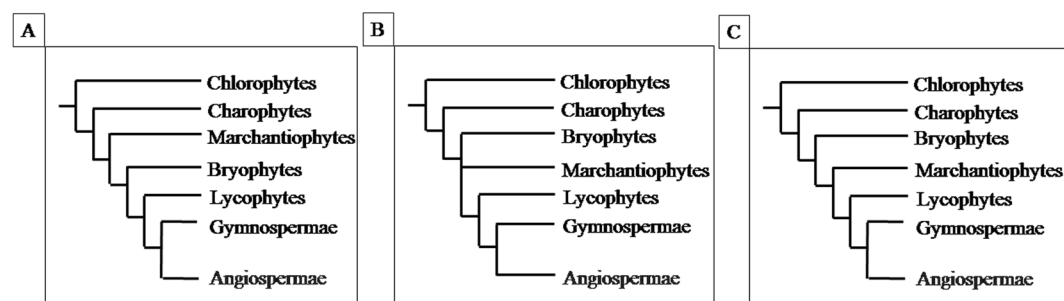 A
Chlorophytes
Charophytes
Marchantiophytes
Bryophytes
Lycophytes
Gymnospermae
Angiospermae
B
Chlorophytes
Charophytes
Bryophytes
Marchantiophytes
Lycophytes
Gymnospermae
Angiospermae
C
Chlorophytes
Charophytes
Bryophytes
Marchantiophytes
Lycophytes
Gymnospermae
Angiospermae